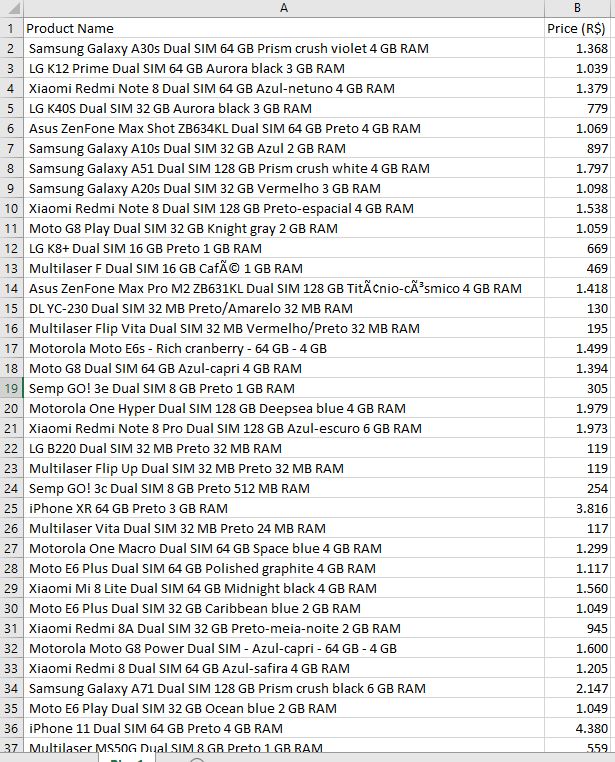 A B
1 Product Name Price (R$)
2 Samsung Galaxy A30s Dual SIM 64 GB Prism crush violet 4 GB RAM 1.368
3 LG K12 Prime Dual SIM 64 GB Aurora black 3 GB RAM 1.039
4 Xiaomi Redmi Note 8 Dual SIM 64 GB Azul-netuno 4 GB RAM 1.379
5 LG K40S Dual SIM 32 GB Aurora black 3 GB RAM 779
6 Asus ZenFone Max Shot ZB634KL Dual SIM 64 GB Preto 4 GB RAM 1.069
7 Samsung Galaxy A10s Dual SIM 32 GB Azul 2 GB RAM 897
8 Samsung Galaxy A51 Dual SIM 128 GB Prism crush white 4 GB RAM 1.797
9 Samsung Galaxy A20s Dual SIM 32 GB Vermelho 3 GB RAM 1.098
10 Xiaomi Redmi Note 8 Dual SIM 128 GB Preto-espacial 4 GB RAM 1.538
11 Moto G8 Play Dual SIM 32 GB Knight gray 2 GB RAM 1.059
12 LG K8+ Dual SIM 16 GB Preto 1 GB RAM 669
13 Multilaser F Dual SIM 16 GB CafÃ© 1 GB RAM 469
14 Asus ZenFone Max Pro M2 ZB631KL Dual SIM 128 GB TitÃ¢nio-cÃ³smico 4 GB RAM 1.418
15 DL YC-230 Dual SIM 32 MB Preto/Amarelo 32 MB RAM 130
16 Multilaser Flip Vita Dual SIM 32 MB Vermelho/Preto 32 MB RAM 195
17 Motorola Moto E6s - Rich cranberry - 64 GB - 4 GB 1.499
18 Moto G8 Dual SIM 64 GB Azul-capri 4 GB RAM 1.394
19 Semp GO! 3e Dual SIM 8 GB Preto 1 GB RAM 305
20 Motorola One Hyper Dual SIM 128 GB Deepsea blue 4 GB RAM 1.979
21 Xiaomi Redmi Note 8 Pro Dual SIM 128 GB Azul-escuro 6 GB RAM 1.973
22 LG B220 Dual SIM 32 MB Preto 32 MB RAM 119
23 Multilaser Flip Up Dual SIM 32 MB Preto 32 MB RAM 119
24 Semp GO! 3c Dual SIM 8 GB Preto 512 MB RAM 254
25 iPhone XR 64 GB Preto 3 GB RAM 3.816
26 Multilaser Vita Dual SIM 32 MB Preto 24 MB RAM 117
27 Motorola One Macro Dual SIM 64 GB Space blue 4 GB RAM 1.299
28 Moto E6 Plus Dual SIM 64 GB Polished graphite 4 GB RAM 1.117
29 Xiaomi Mi 8 Lite Dual SIM 64 GB Midnight black 4 GB RAM 1.560
30 Moto E6 Plus Dual SIM 32 GB Caribbean blue 2 GB RAM 1.049
31 Xiaomi Redmi 8A Dual SIM 32 GB Preto-meia-noite 2 GB RAM 945
32 Motorola Moto G8 Power Dual SIM - Azul-capri - 64 GB - 4 GB 1.600
33 Xiaomi Redmi 8 Dual SIM 64 GB Azul-safira 4 GB RAM 1.205
34 Samsung Galaxy A71 Dual SIM 128 GB Prism crush black 6 GB RAM 2.147
35 Moto E6 Play Dual SIM 32 GB Ocean blue 2 GB RAM 1.049
36 iPhone 11 Dual SIM 64 GB Preto 4 GB RAM 4.380
37 Multilaser MS50G Dual SIM 8 GB Preto 1 GB RAM 559